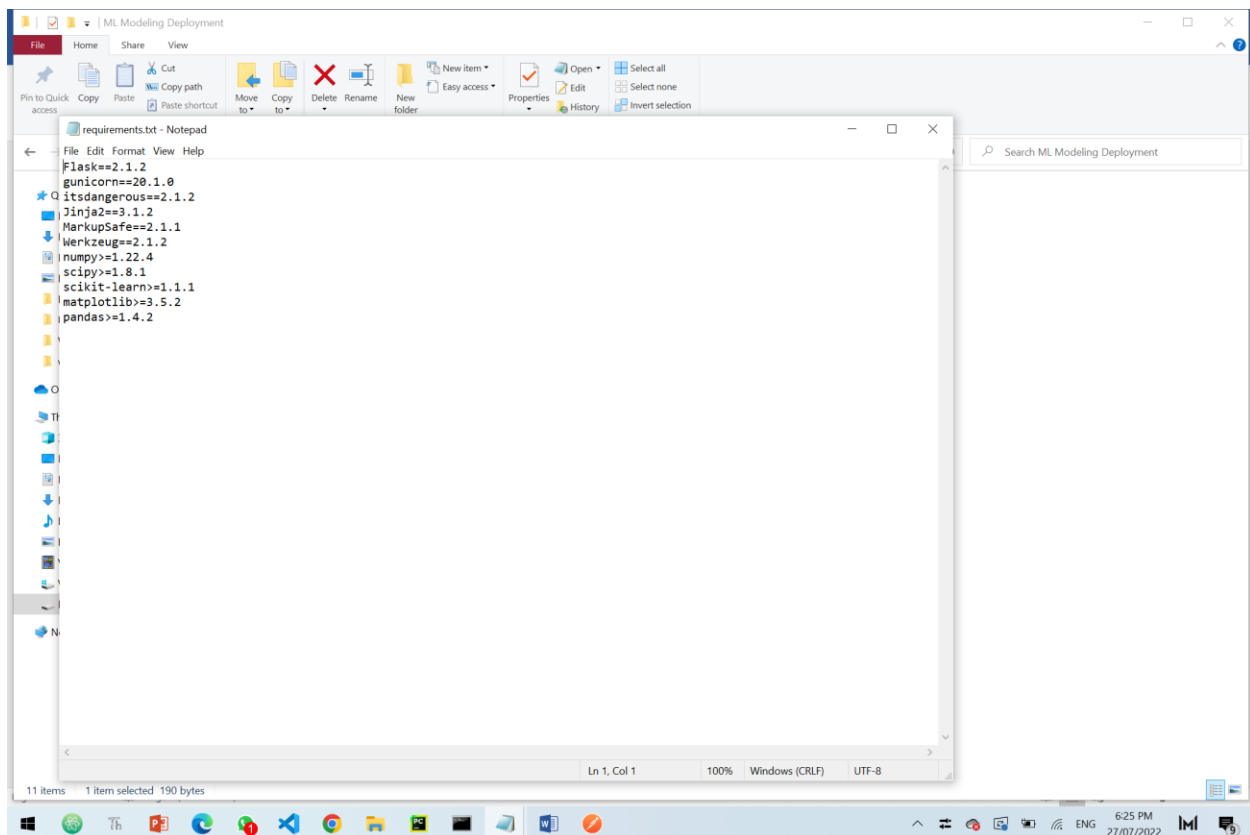 ML Modeling Deployment
File Home Share View
Pin to Quick access
Copy
Paste
Cut
Copy path
Paste shortcut
Move to
Copy to
Delete
Rename
New folder
New item
Easy access
Properties
Open
Edit
History
Select all
Select none
Invert selection
requirements.txt - Notepad
File Edit Format View Help
Search ML Modeling Deployment
Flask==2.1.2
gunicorn==20.1.0
itsdangerous==2.1.2
Jinja2==3.1.2
MarkupSafe==2.1.1
Werkzeug==2.1.2
numpy>=1.22.4
scipy>=1.8.1
scikit-learn>=1.1.1
matplotlib>=3.5.2
pandas>=1.4.2
Ln 1, Col 1 100% Windows (CRLF) UTF-8
11 items 1 item selected 190 bytes
Th
ENG
6:25 PM
27/07/2022
9